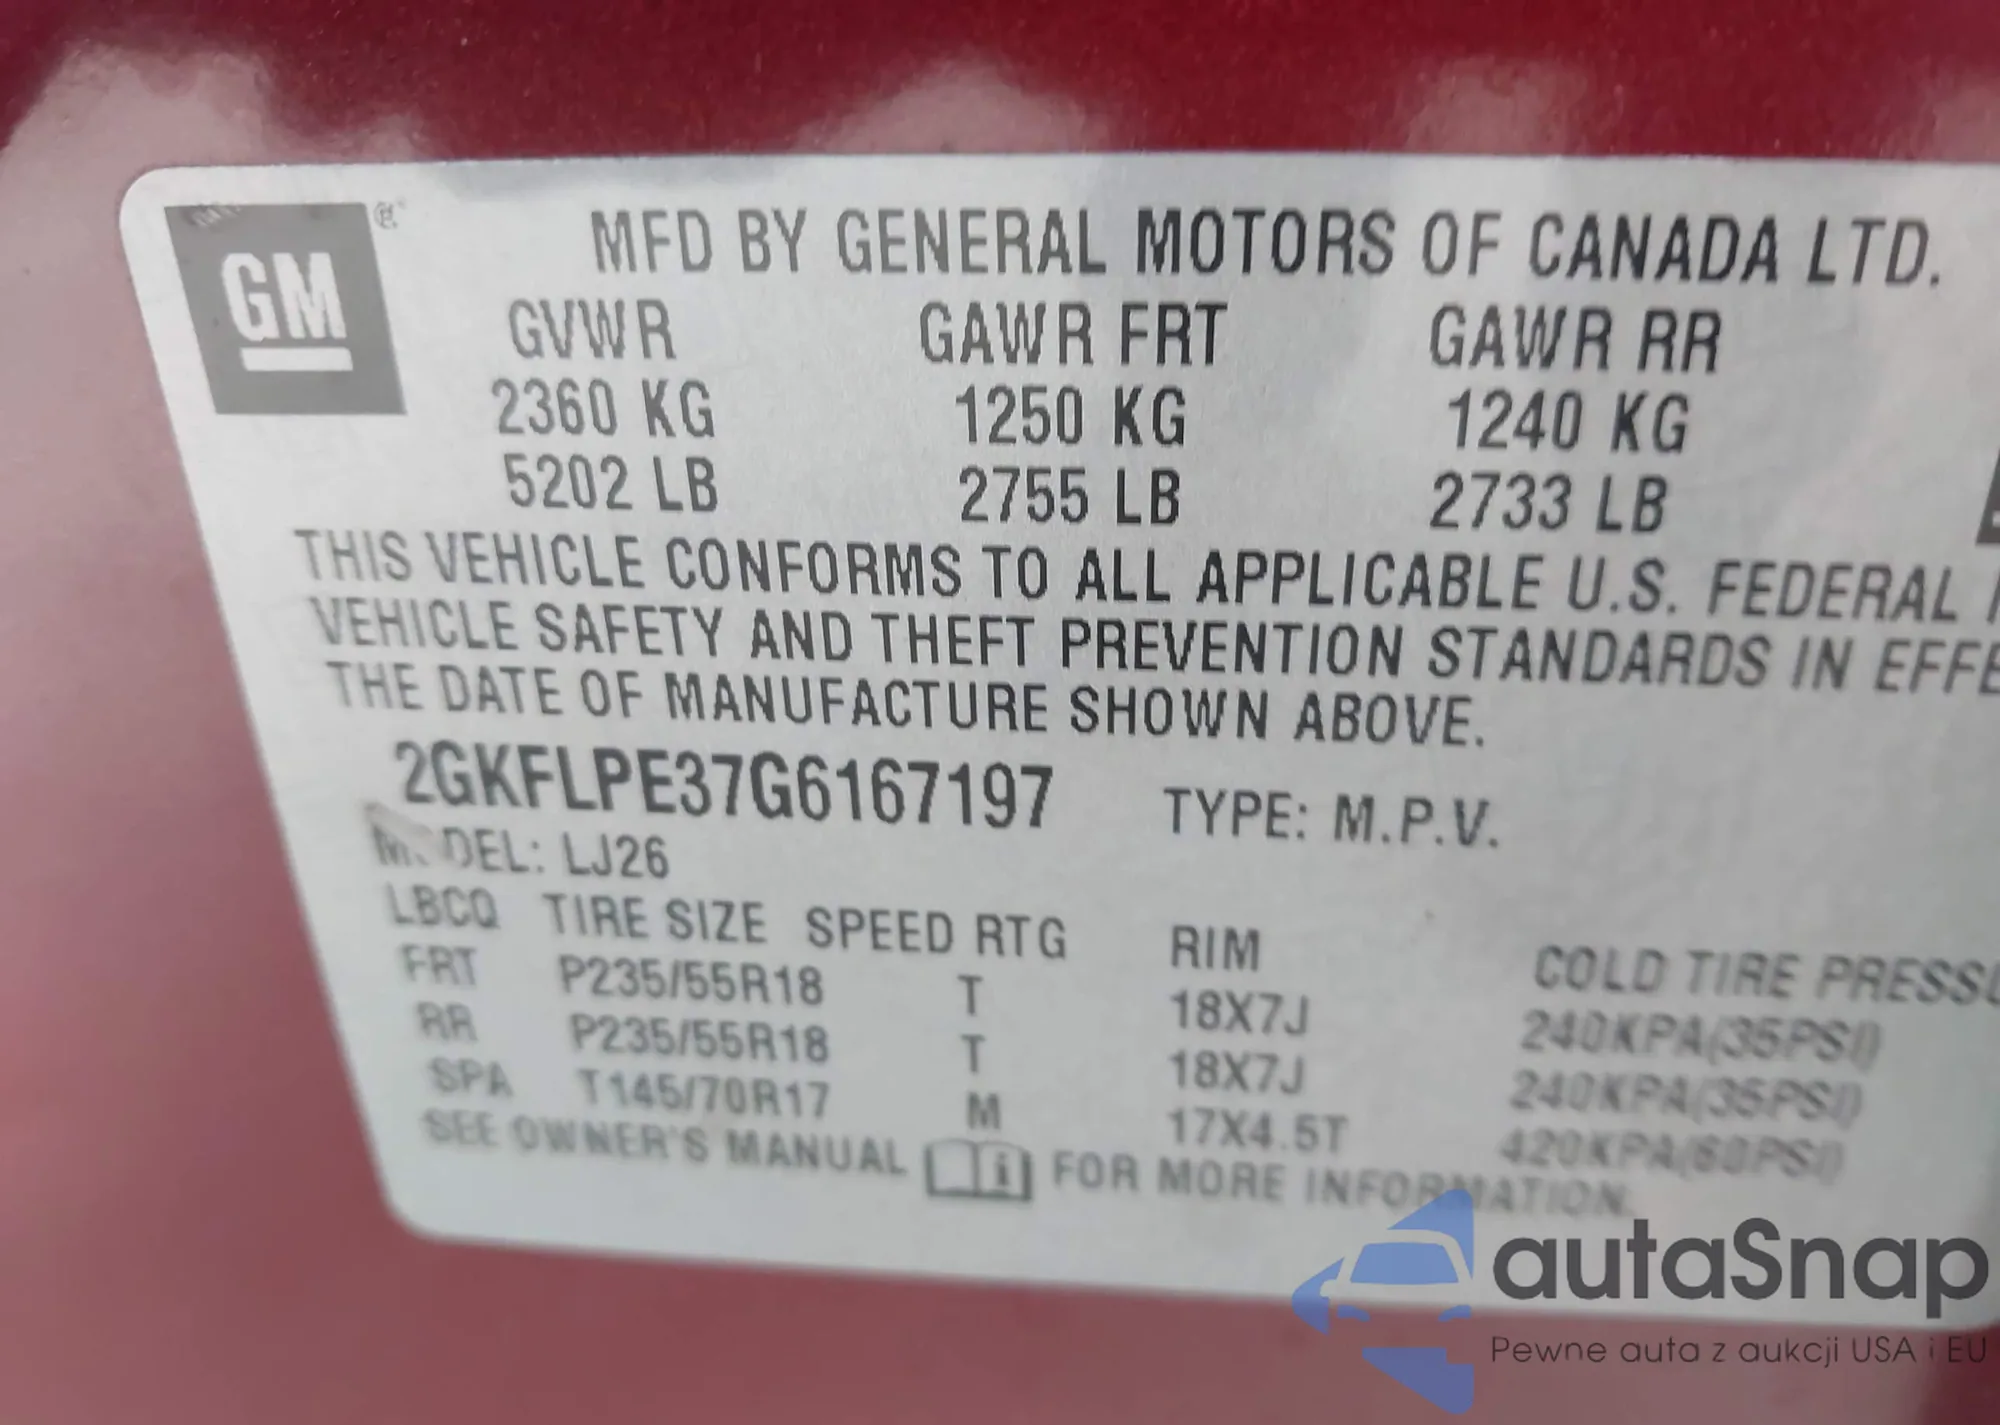 GM
MFD BY GENERAL MOTORS OF CANADA LTD.
GVWR GAWR FRT GAWR RR
2360 KG 1250 KG 1240 KG
5202 LB 2755 LB 2733 LB
THIS VEHICLE CONFORMS TO ALL APPLICABLE U.S. FEDERAL
VEHICLE SAFETY AND THEFT PREVENTION STANDARDS IN EFFE
THE DATE OF MANUFACTURE SHOWN ABOVE.
2GKFLPE37G6167197 TYPE: M.P.V.
MODEL: LJ26
LBCQ TIRE SIZE SPEED RTG RIM COLD TIRE PRESSU
FRT P235/55R18 T 18X7J 240KPA(35PSI)
RR P235/55R18 T 18X7J 240KPA(35PSI)
SPA T145/70R17 M 17X4.5T 420KPA(60PSI)
SEE OWNER'S MANUAL i FOR MORE INFORMATION.
autaSnap
Pewne auta z aukcji USA i EU